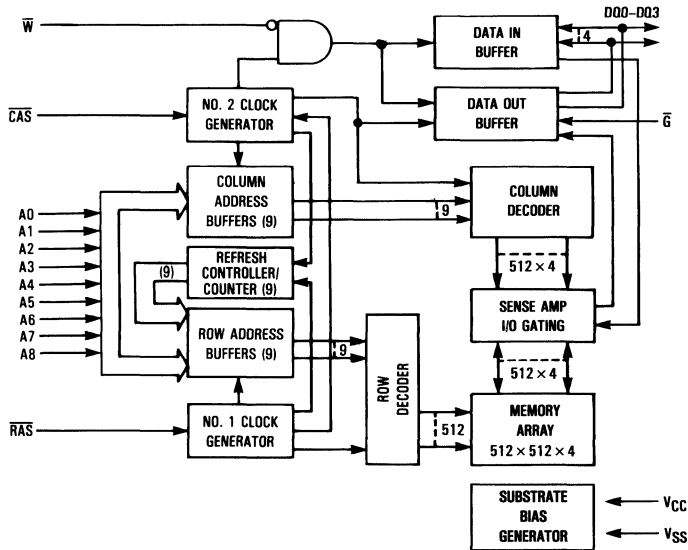 W̅
DATA IN
BUFFER
4
DQ0–DQ3
C̅A̅S̅
NO. 2 CLOCK
GENERATOR
DATA OUT
BUFFER
G̅
COLUMN
ADDRESS
BUFFERS (9)
9
COLUMN
DECODER
A0
A1
A2
A3
A4
A5
A6
A7
A8
(9)
REFRESH
CONTROLLER/
COUNTER (9)
512 × 4
SENSE AMP
I/O GATING
ROW ADDRESS
BUFFERS (9)
9
ROW
DECODER
512 × 4
R̅A̅S̅
NO. 1 CLOCK
GENERATOR
512
MEMORY
ARRAY
512 × 512 × 4
SUBSTRATE
BIAS
GENERATOR
VCC
VSS